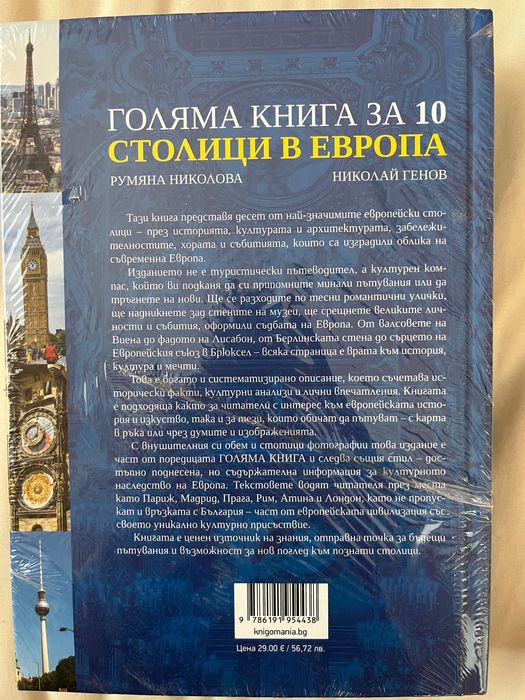 ГОЛЯМА КНИГА ЗА 10
СТОЛИЦИ В ЕВРОПА
РУМЯНА НИКОЛОВА НИКОЛАЙ ГЕНОВ
Тази книга представя десет от най-значимите европейски сто-
лици – през историята, културата и архитектурата, забележи-
телностите, хората и събитията, които са изградили облика на
съвременна Европа.
Изданието не е туристически пътеводител, а културен ком-
пас, който ви подканя да си припомните минали пътувания или да
тръгнете на нови. Ще се разходите по тесни романтични улички,
ще надникнете зад стените на музеи, ще срещнете великите лич-
ности и събития, оформили съдбата на Европа. От валсовете на
Виена до фадото на Лисабон, от Берлинската стена до сърцето на
Европейския съюз в Брюксел – всяка страница е врата към история,
култура и мечти.
Това е богато и систематизирано описание, което съчетава ис-
торически факти, културни анализи и лични впечатления. Книгата
е подходяща както за читатели с интерес към европейската исто-
рия и изкуство, така и за тези, които обичат да пътуват – с карта
в ръка или чрез думите и изображенията.
С внушителния си обем и стотици фотографии това издание е
част от поредицата ГОЛЯМА КНИГА и следва същия стил – дос-
тъпно поднесена, но съдържателна информация за културното
наследство на Европа. Текстовете водят читателя през места
като Париж, Мадрид, Прага, Рим, Атина и Лондон, като не пропус-
кат и връзката с България – част от европейската цивилизация със
своето уникално културно присъствие.
Книгата е ценен източник на знания, отправна точка за бъдещи
пътувания и възможност за нов поглед към познати столици.
9 786191 954438
knigomania.bg
Цена 29.00 € / 56,72 лв.